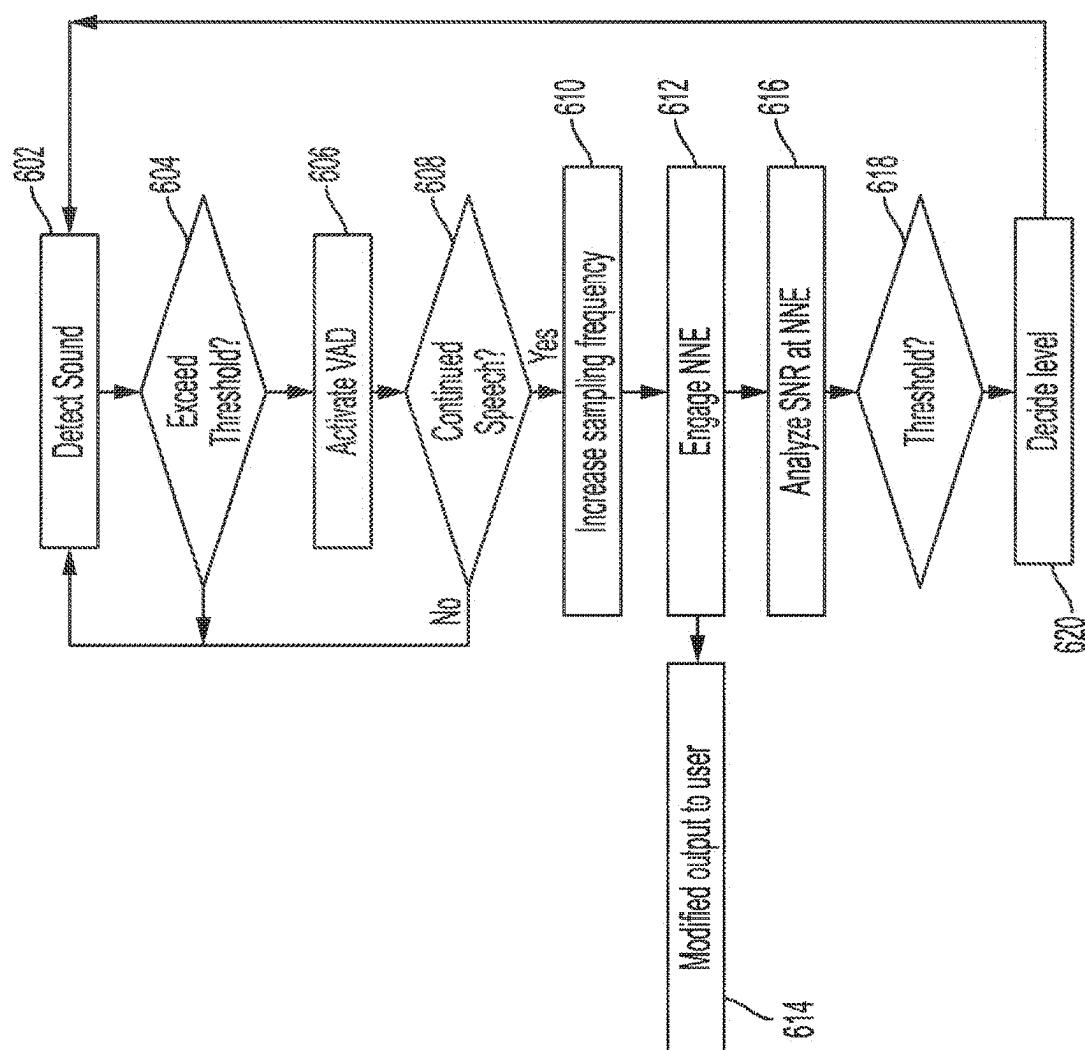 602
Detect Sound
604
Exceed
Threshold?
606
Activate VAD
608
Continued
Speech?
No
Yes
610
Increase sampling frequency
612
Engage NNE
Modified output to user
614
616
Analyze SNR at NNE
618
Threshold?
Decide level
620